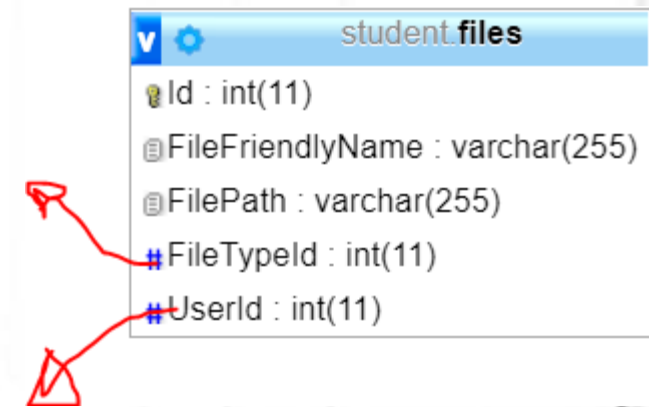 v student.files
Id : int(11)
FileFriendlyName : varchar(255)
FilePath : varchar(255)
#FileTypeId : int(11)
#UserId : int(11)